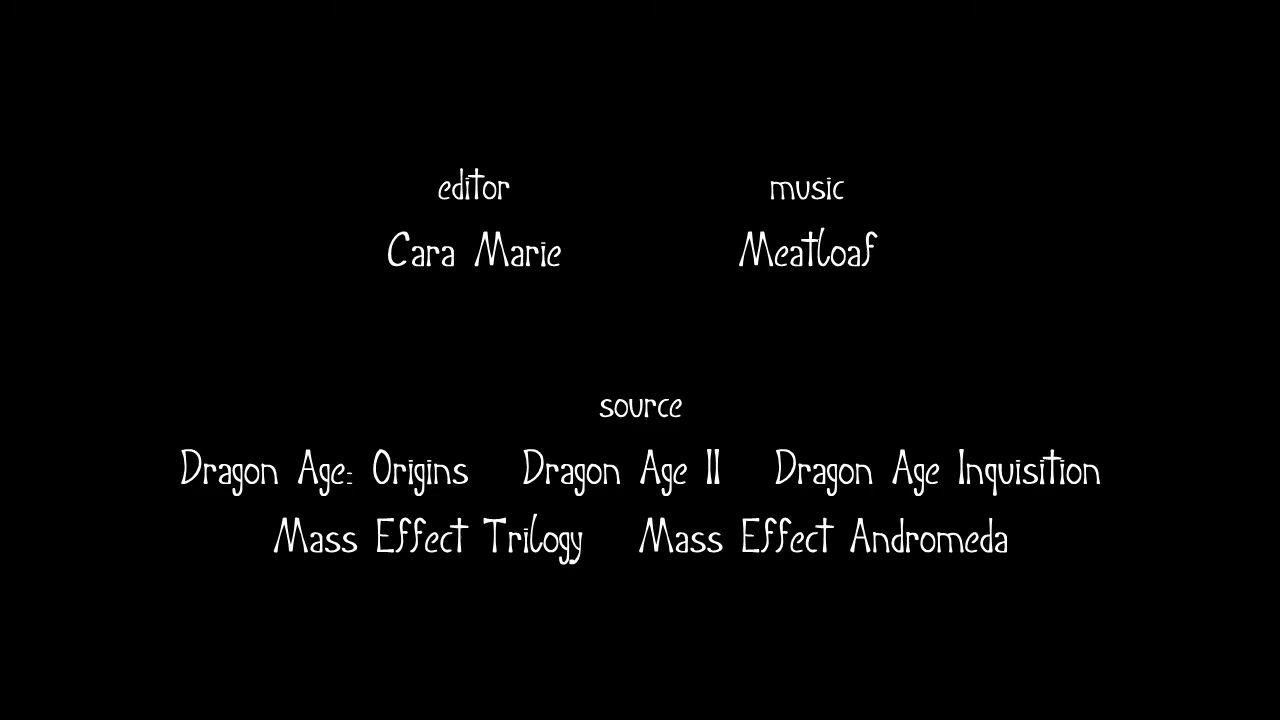 editor music
Cara Marie Meatloaf
source
Dragon Age: Origins Dragon Age II Dragon Age Inquisition
Mass Effect Trilogy Mass Effect Andromeda